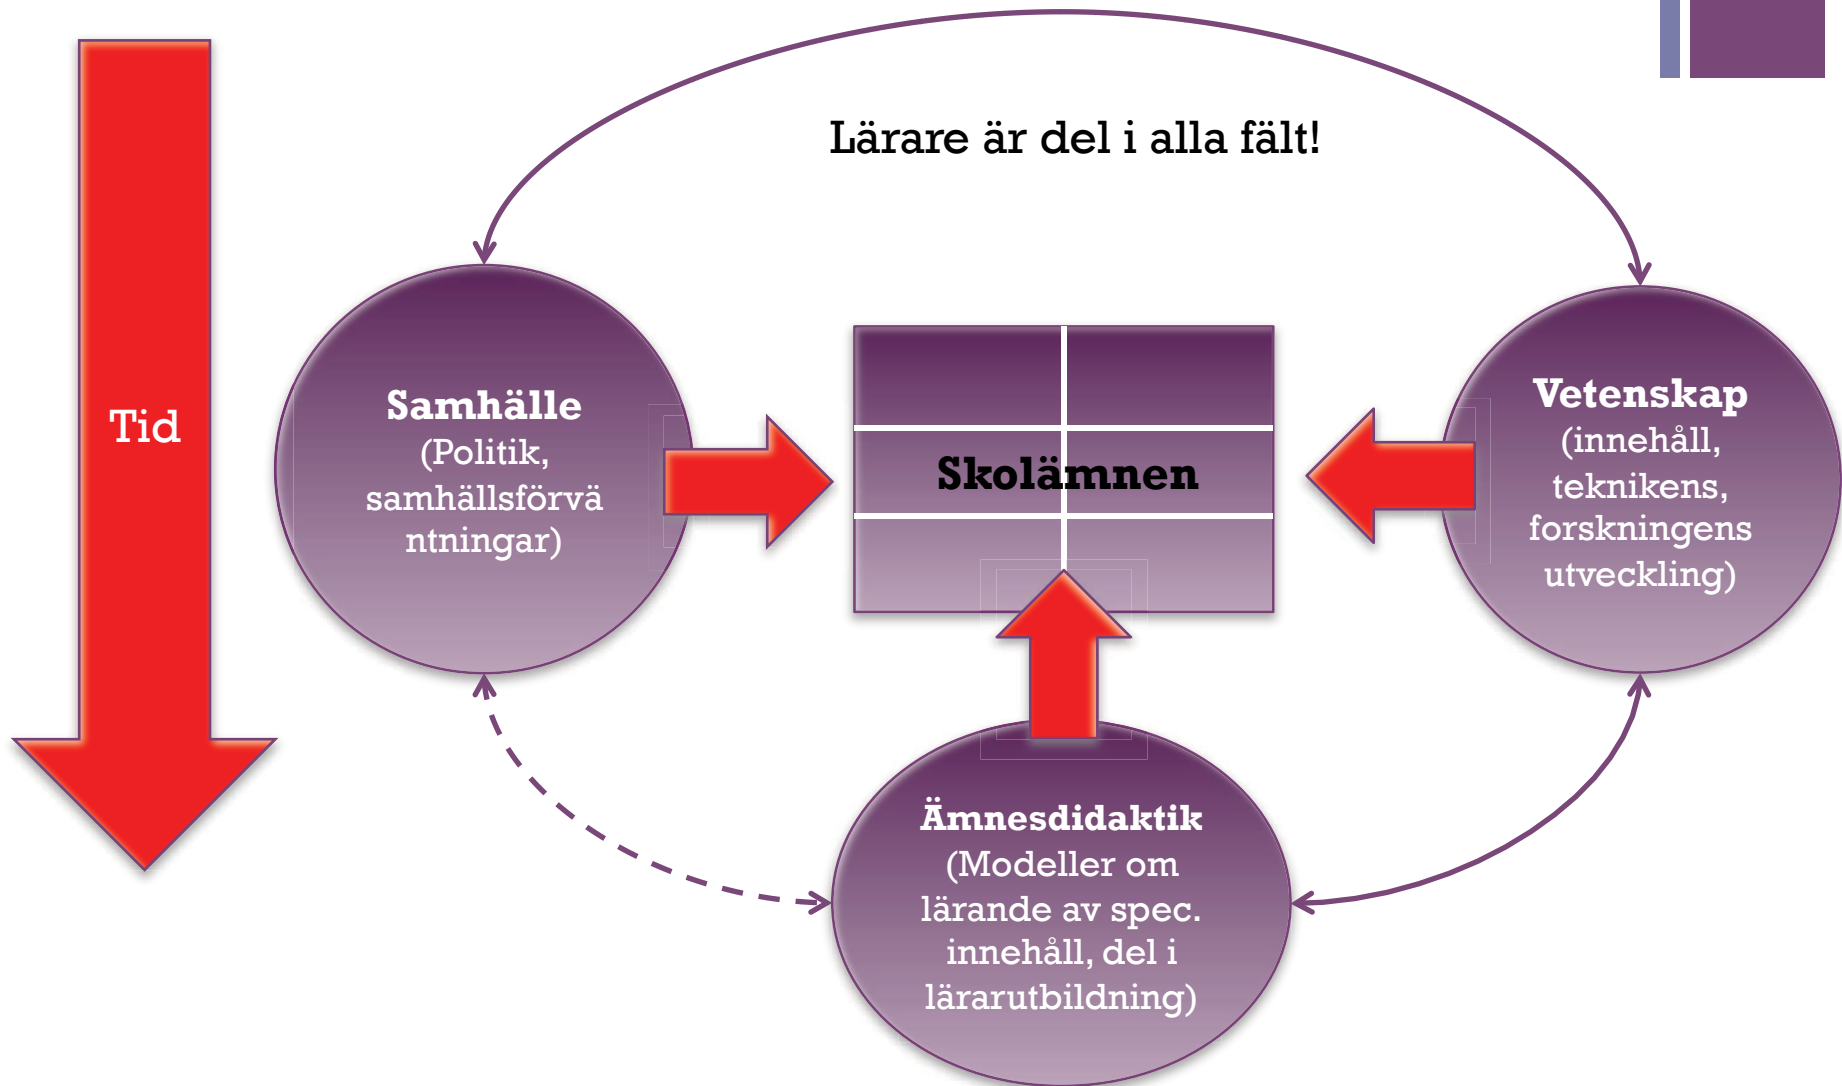 Lärare är del i alla fält!
Tid
Samhälle
(Politik,
samhällsförvä
ntningar)
Skolämnen
Vetenskap
(innehåll,
teknikens,
forskningens
utveckling)
Ämnesdidaktik
(Modeller om
lärande av spec.
innehåll, del i
lärarutbildning)